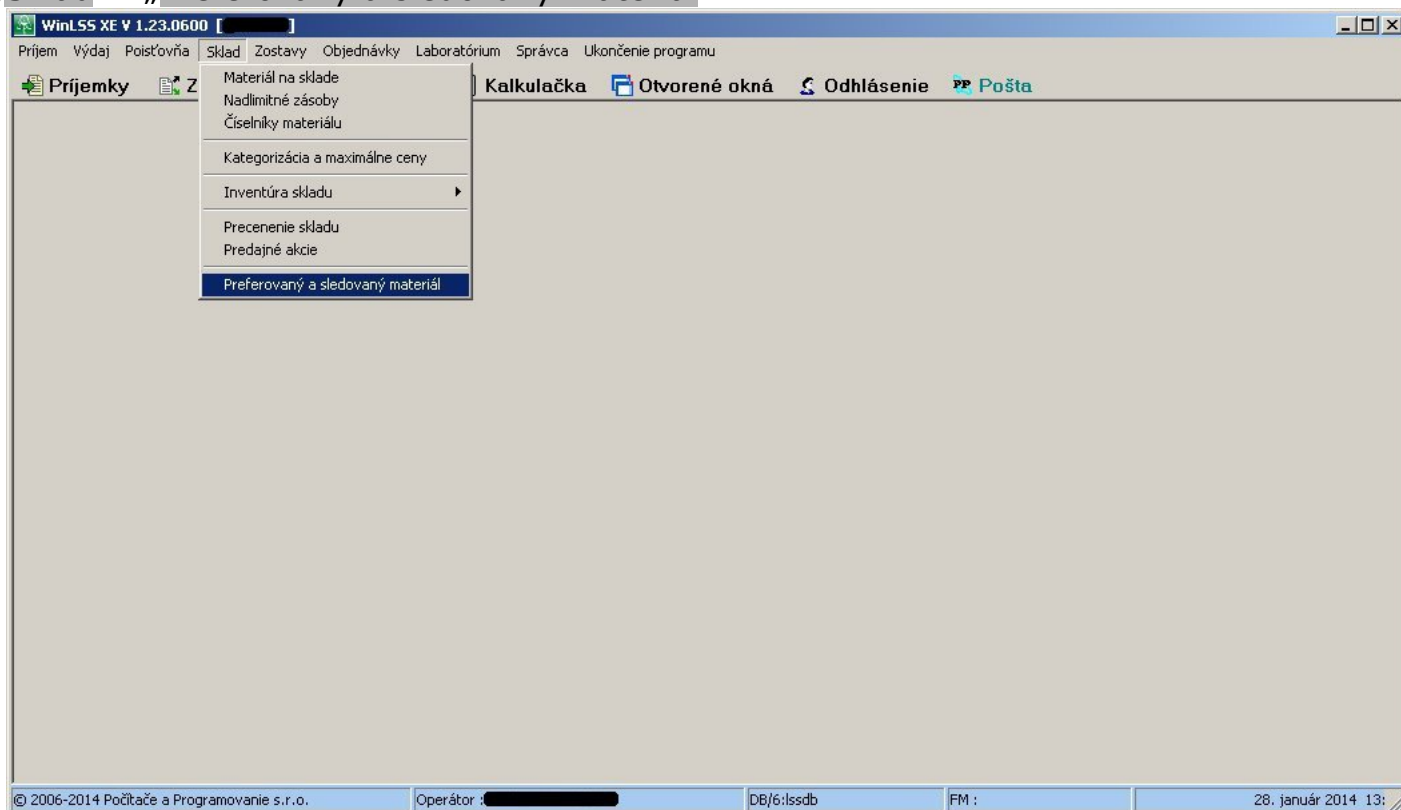 WinLSS XE V 1.23.0600 [ ]
Príjem Výdaj Poisťovňa Sklad Zostavy Objednávky Laboratórium Správca Ukončenie programu
Príjemky Z Kalkulačka Otvorené okná Odhlásenie PP Pošta
Materiál na sklade
Nadlimitné zásoby
Číselníky materiálu
Kategorizácia a maximálne ceny
Inventúra skladu
Precenenie skladu
Predajné akcie
Preferovaný a sledovaný materiál
© 2006-2014 Počítače a Programovanie s.r.o. Operátor : DB/6:lssdb FM : 28. január 2014 13: